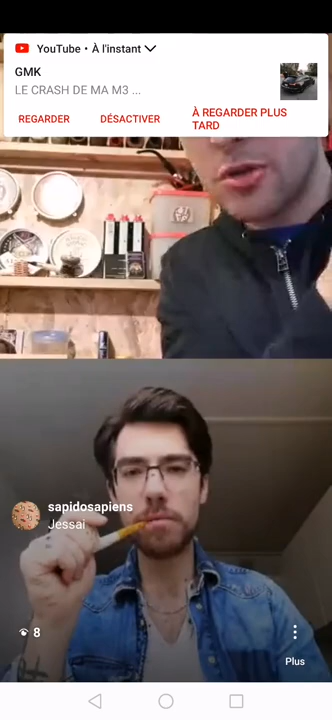 YouTube • À l'instant
GMK
LE CRASH DE MA M3 ...
REGARDER
DÉSACTIVER
À REGARDER PLUS
TARD
sapidosapiens
Jessai
8
Plus